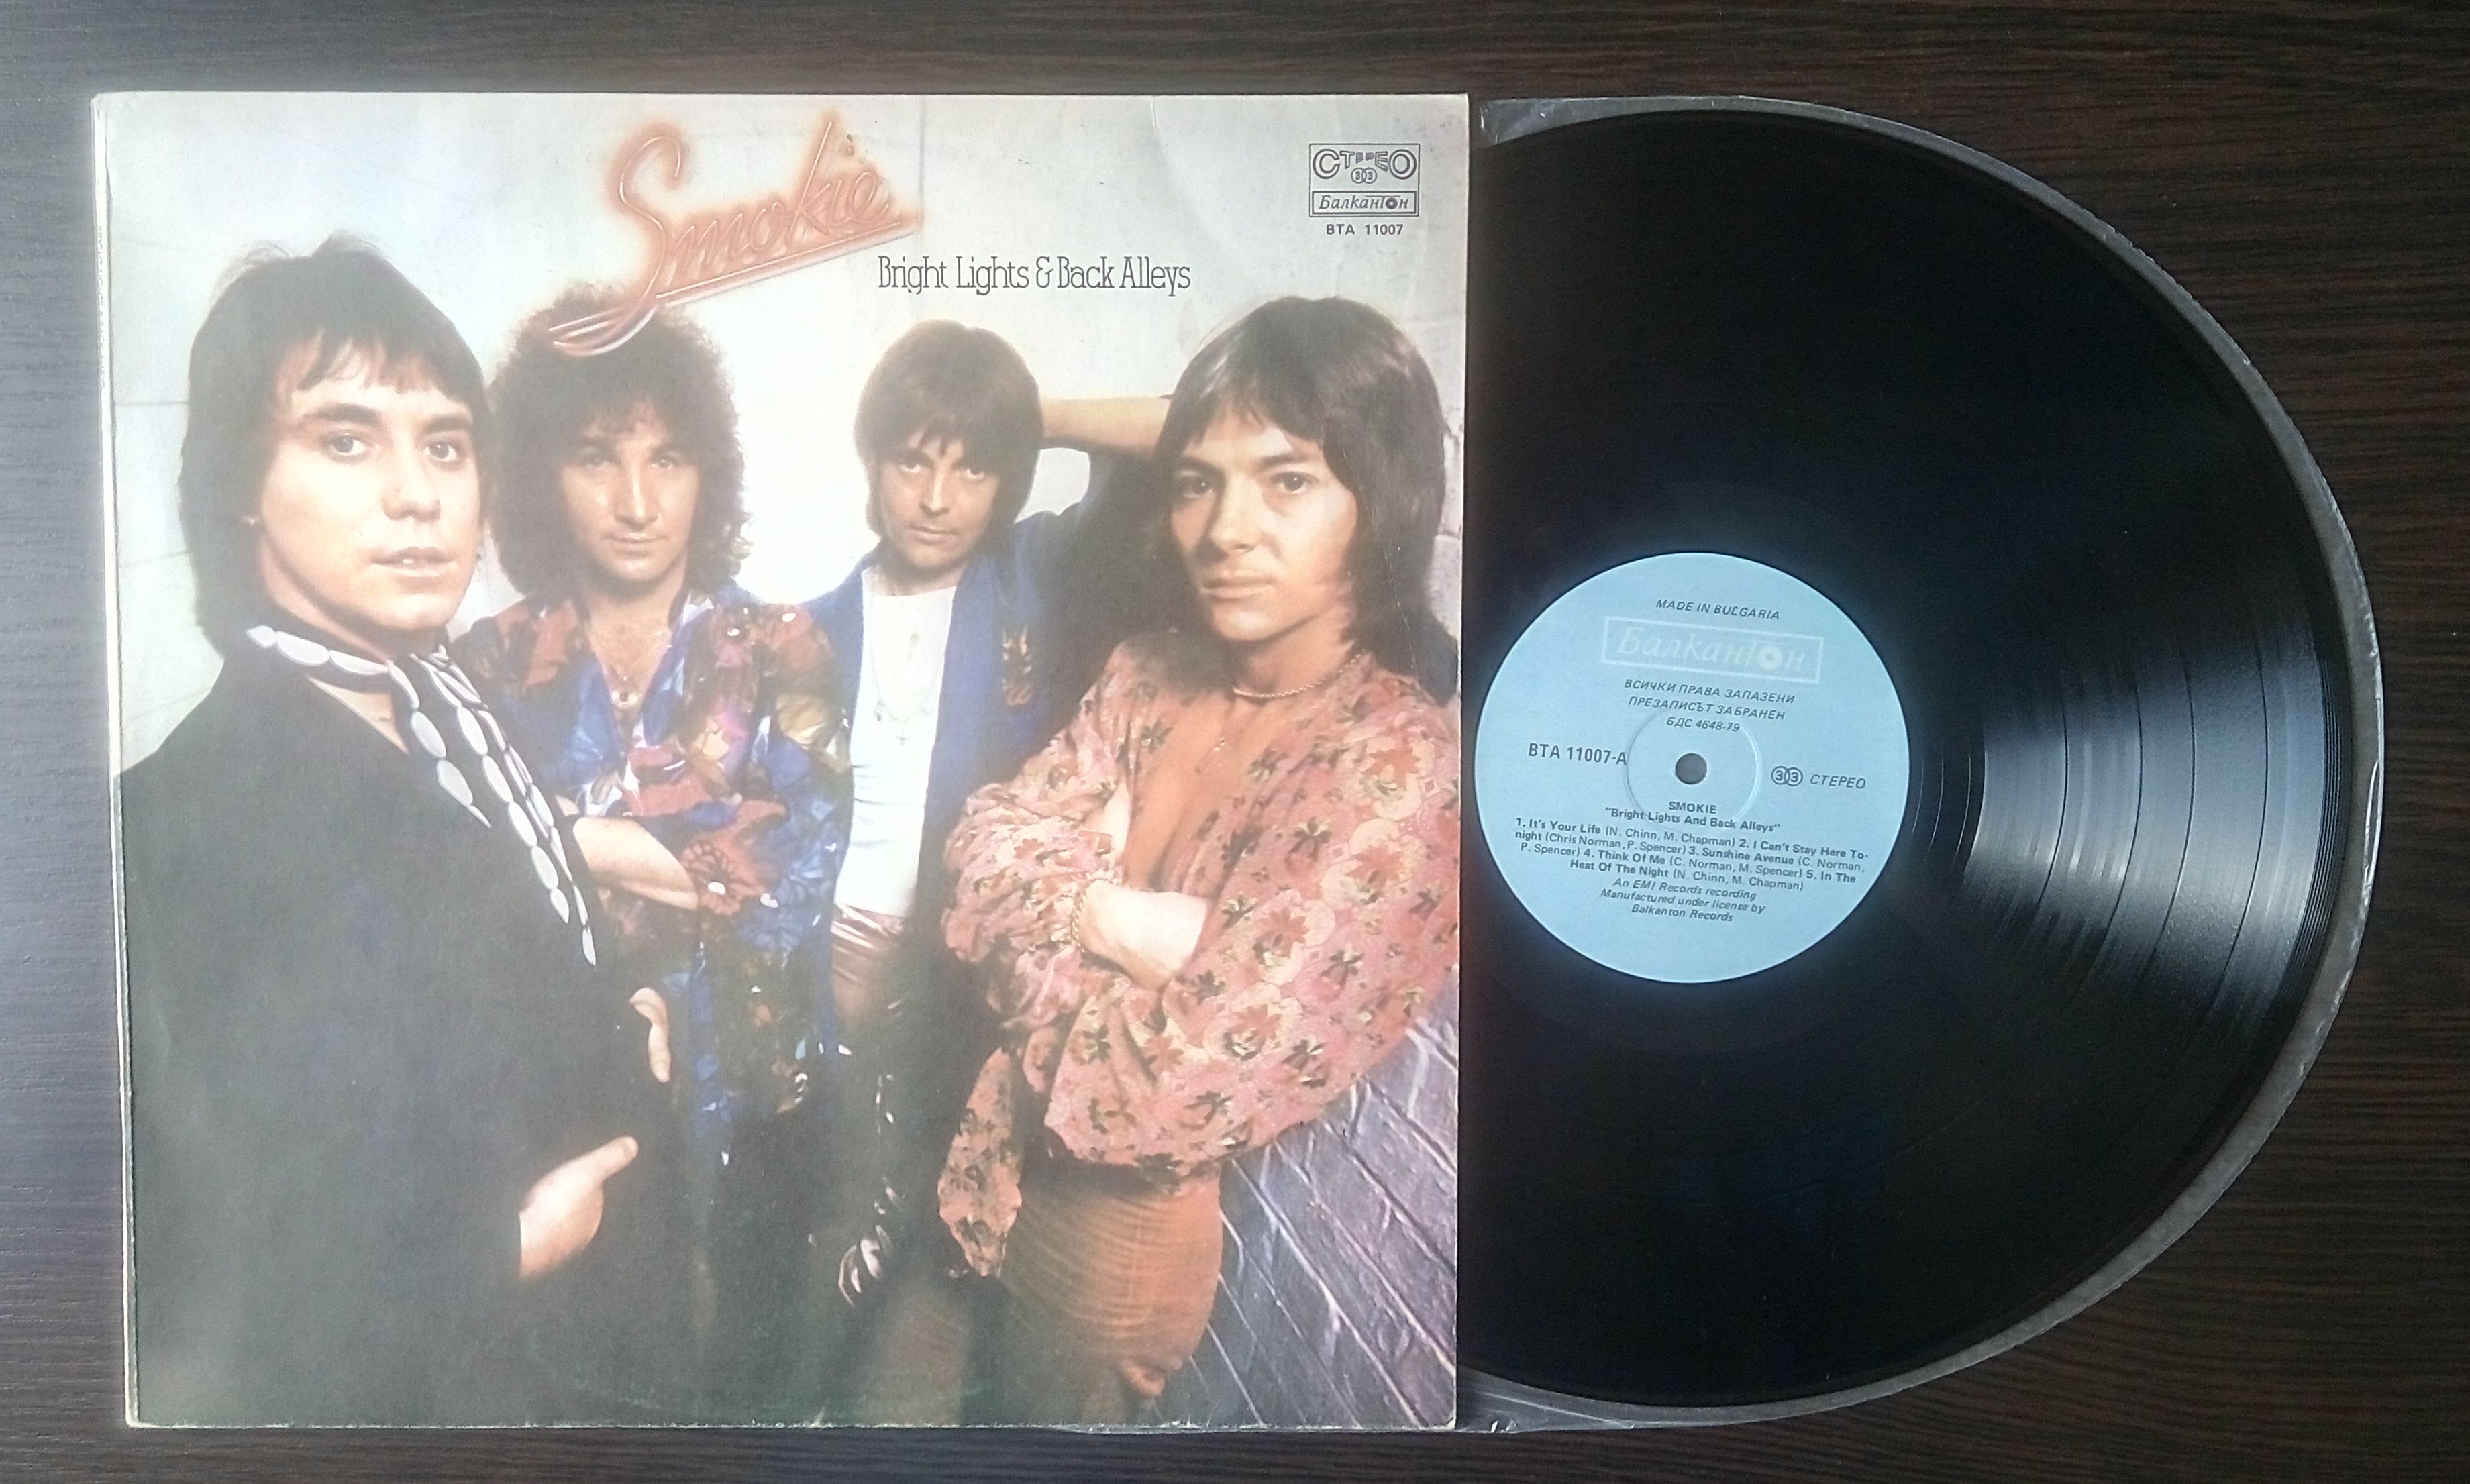 Smokie
Bright Lights & Back Alleys
СТЕРЕО
33
Балкантон
ВТА 11007
MADE IN BULGARIA
Балкантон
ВСИЧКИ ПРАВА ЗАПАЗЕНИ
ПРЕЗАПИСЪТ ЗАБРАНЕН
БДС 4648-79
ВТА 11007-А
33 СТЕРЕО
SMOKIE
"Bright Lights And Back Alleys"
1. It's Your Life (N. Chinn, M. Chapman) 2. I Can't Stay Here To-
night (Chris Norman, P. Spencer) 3. Sunshine Avenue (C. Norman,
P. Spencer) 4. Think Of Me (C. Norman, M. Spencer) 5. In The
Heat Of The Night (N. Chinn, M. Chapman)
An EMI Records recording
Manufactured under license by
Balkanton Records